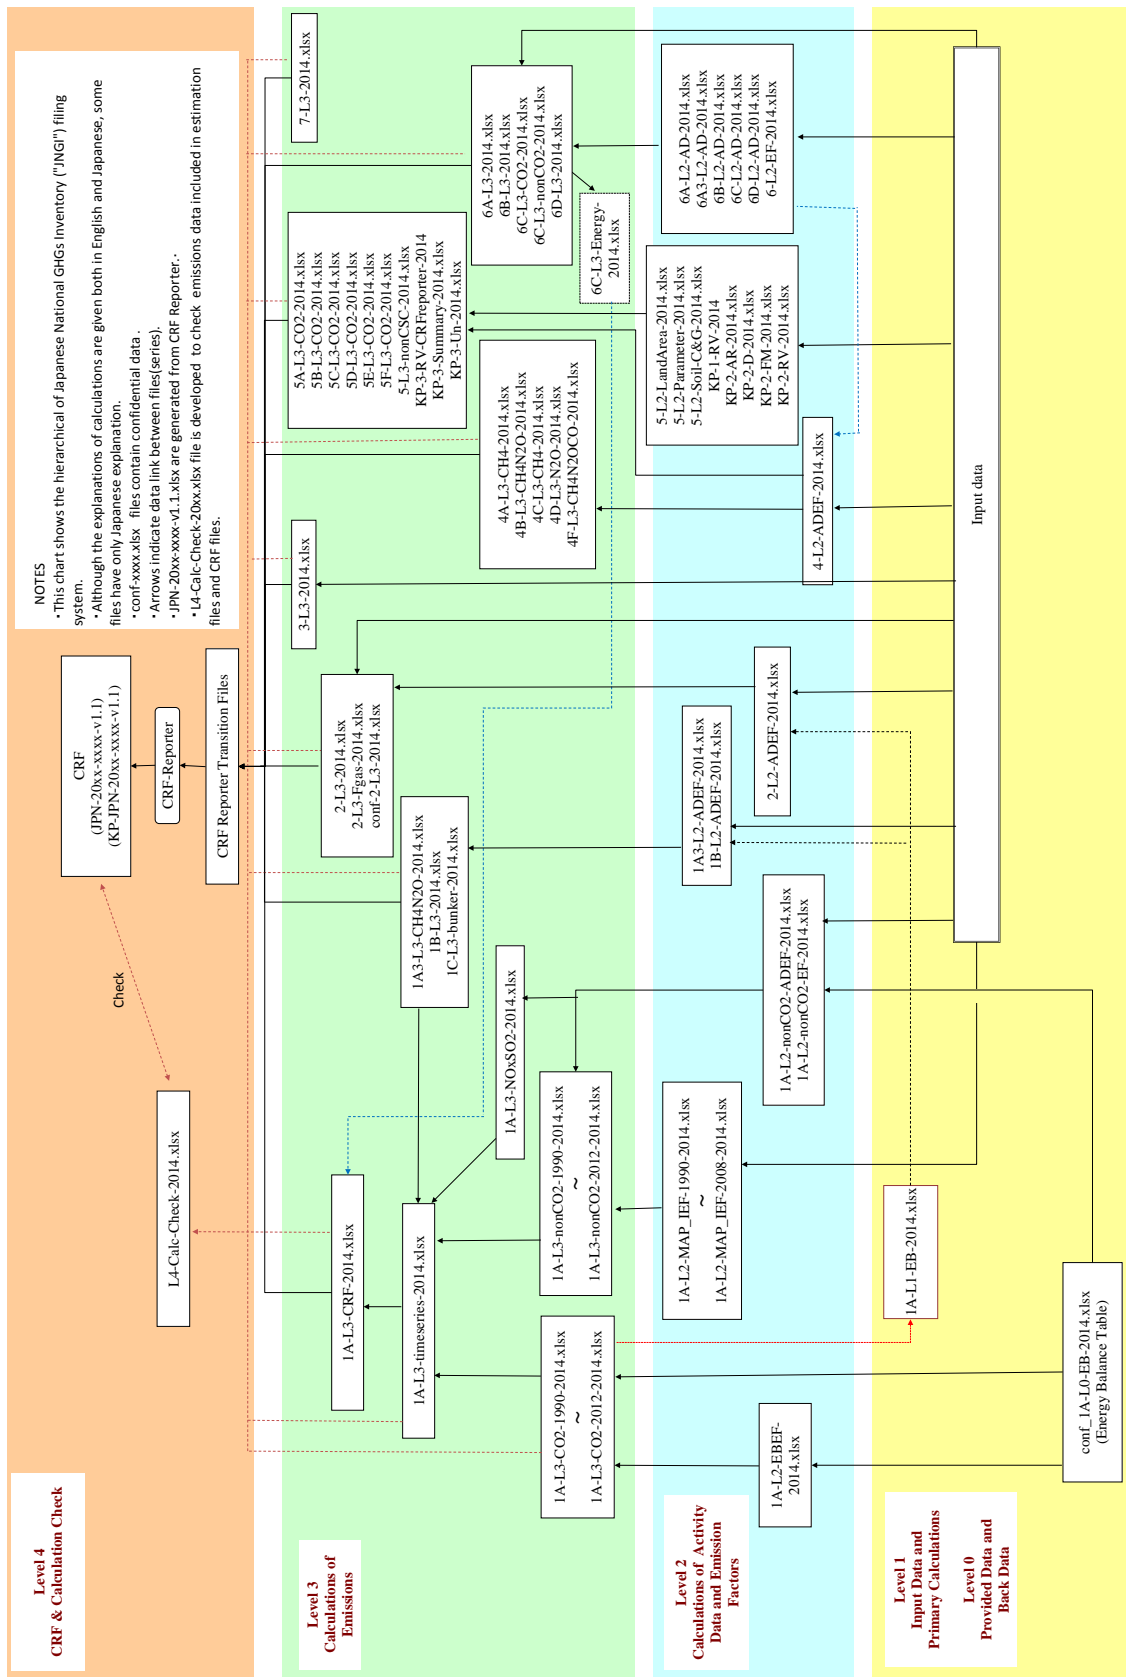 Level 4
CRF & Calculation Check
L4-Calc-Check-2014.xlsx
Check
CRF
(JPN-20xx-xxxx-v1.1)
(KP-JPN-20xx-xxxx-v1.1)
CRF-Reporter
CRF Reporter Transition Files
NOTES
・This chart shows the hierarchical of Japanese National GHGs Inventory ("JNGI") filing
system.
・Although the explanations of calculations are given both in English and Japanese, some
files have only Japanese explanation.
・conf-xxxx.xlsx files contain confidential data .
・Arrows indicate data link between files(series).
・JPN-20xx-xxxx-v1.1.xlsx are generated from CRF Reporter.・
・L4-Calc-Check-20xx.xlsx file is developed to check emissions data included in estimation
files and CRF files.
Level 3
Calculations of
Emissions
1A-L3-CRF-2014.xlsx
1A-L3-timeseries-2014.xlsx
1A-L3-CO2-1990-2014.xlsx
~
1A-L3-CO2-2012-2014.xlsx
1A-L3-nonCO2-1990-2014.xlsx
~
1A-L3-nonCO2-2012-2014.xlsx
1A-L3-NOxSO2-2014.xlsx
1A3-L3-CH4N2O-2014.xlsx
1B-L3-2014.xlsx
1C-L3-bunker-2014.xlsx
2-L3-2014.xlsx
2-L3-Fgas-2014.xlsx
conf-2-L3-2014.xlsx
3-L3-2014.xlsx
4A-L3-CH4-2014.xlsx
4B-L3-CH4N2O-2014.xlsx
4C-L3-CH4-2014.xlsx
4D-L3-N2O-2014.xlsx
4F-L3-CH4N2OCO-2014.xlsx
5A-L3-CO2-2014.xlsx
5B-L3-CO2-2014.xlsx
5C-L3-CO2-2014.xlsx
5D-L3-CO2-2014.xlsx
5E-L3-CO2-2014.xlsx
5F-L3-CO2-2014.xlsx
5-L3-nonCSC-2014.xlsx
KP-3-RV-CRFreporter-2014
KP-3-Summary-2014.xlsx
KP-3-Un-2014.xlsx
6A-L3-2014.xlsx
6B-L3-2014.xlsx
6C-L3-CO2-2014.xlsx
6C-L3-nonCO2-2014.xlsx
6D-L3-2014.xlsx
6C-L3-Energy-
2014.xlsx
7-L3-2014.xlsx
Level 2
Calculations of Activity
Data and Emission
Factors
1A-L2-EBEF-
2014.xlsx
1A-L2-MAP_IEF-1990-2014.xlsx
~
1A-L2-MAP_IEF-2008-2014.xlsx
1A-L2-nonCO2-ADEF-2014.xlsx
1A-L2-nonCO2-EF-2014.xlsx
1A3-L2-ADEF-2014.xlsx
1B-L2-ADEF-2014.xlsx
2-L2-ADEF-2014.xlsx
4-L2-ADEF-2014.xlsx
5-L2-LandArea-2014.xlsx
5-L2-Parameter-2014.xlsx
5-L2-Soil-C&G-2014.xlsx
KP-1-RV-2014
KP-2-AR-2014.xlsx
KP-2-D-2014.xlsx
KP-2-FM-2014.xlsx
KP-2-RV-2014.xlsx
6A-L2-AD-2014.xlsx
6A3-L2-AD-2014.xlsx
6B-L2-AD-2014.xlsx
6C-L2-AD-2014.xlsx
6D-L2-AD-2014.xlsx
6-L2-EF-2014.xlsx
Level 1
Input Data and
Primary Calculations
Level 0
Provided Data and
Back Data
1A-L1-EB-2014.xlsx
conf_1A-L0-EB-2014.xlsx
(Energy Balance Table)
Input data